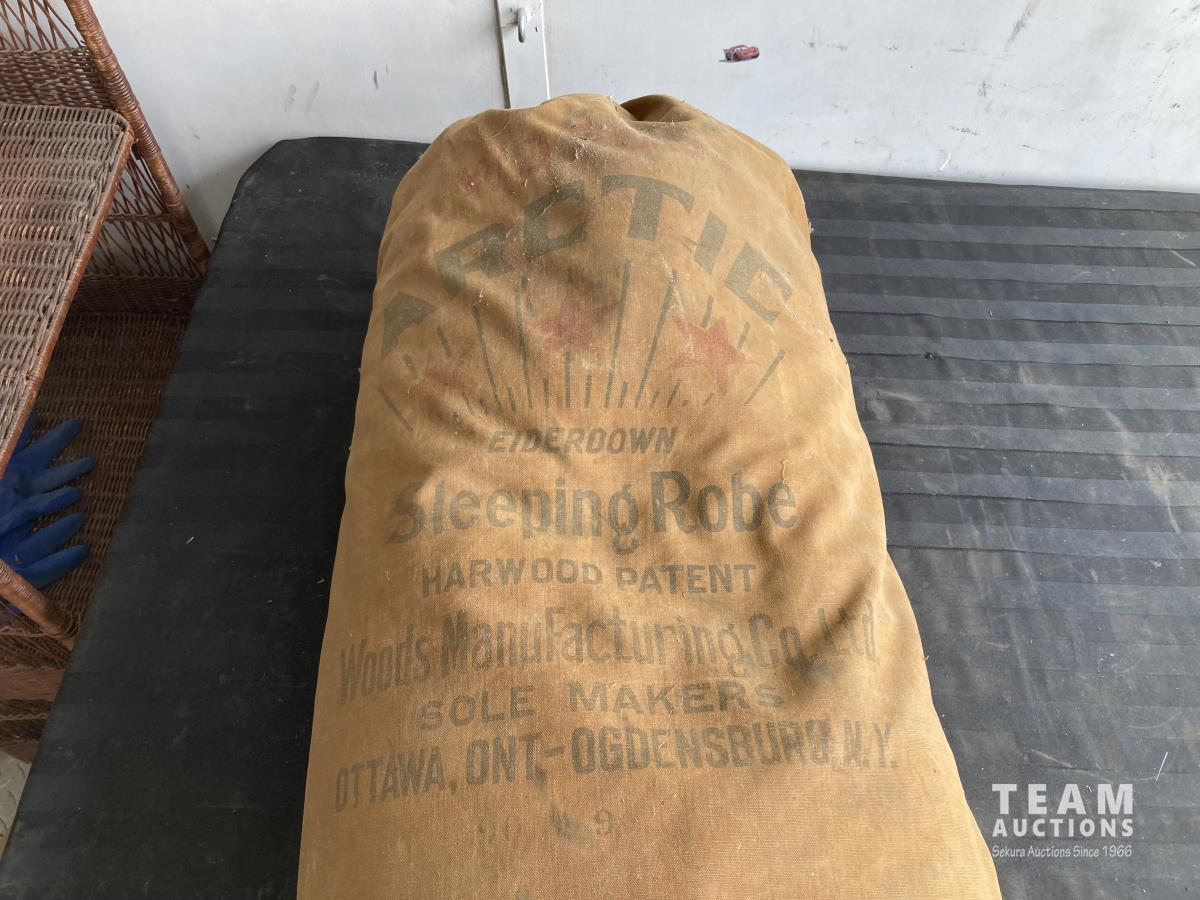 ARCTIC
EIDERDOWN
Sleeping Robe
HARWOOD PATENT
Woods ManuFacturing Co., Ltd.
SOLE MAKERS
OTTAWA, ONT,-OGDENSBURG, N.Y.
TEAM
AUCTIONS
Sekura Auctions Since 1966